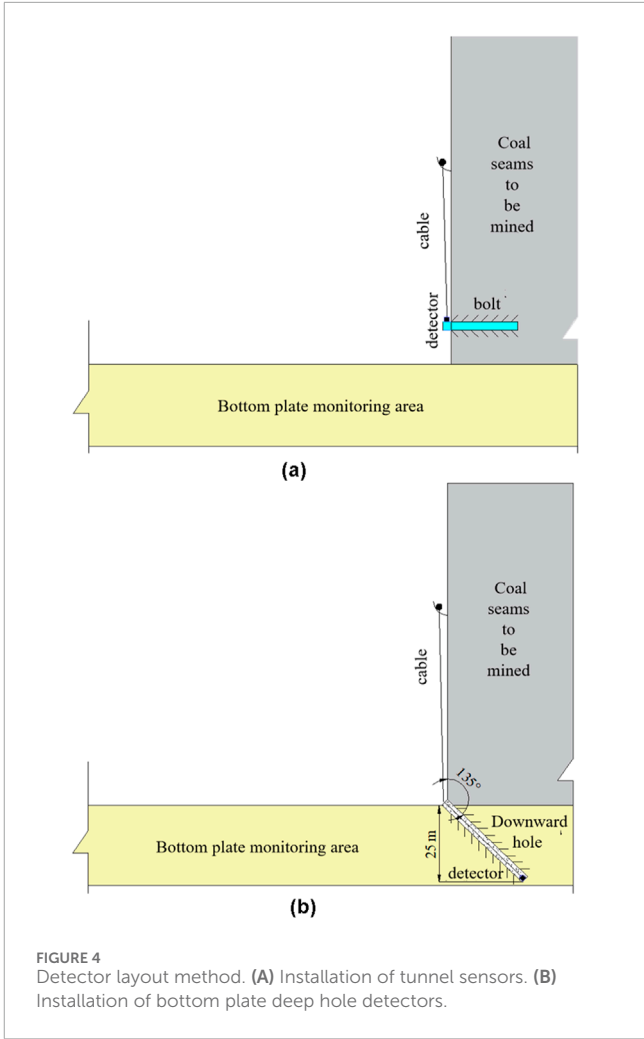 Coal
seams
to
be
mined
cable
detector
bolt
Bottom plate monitoring area
(a)
Coal
seams
to
be
mined
cable
135°
Downward
hole
25 m
Bottom plate monitoring area
detector
(b)
FIGURE 4
Detector layout method. (A) Installation of tunnel sensors. (B)
Installation of bottom plate deep hole detectors.